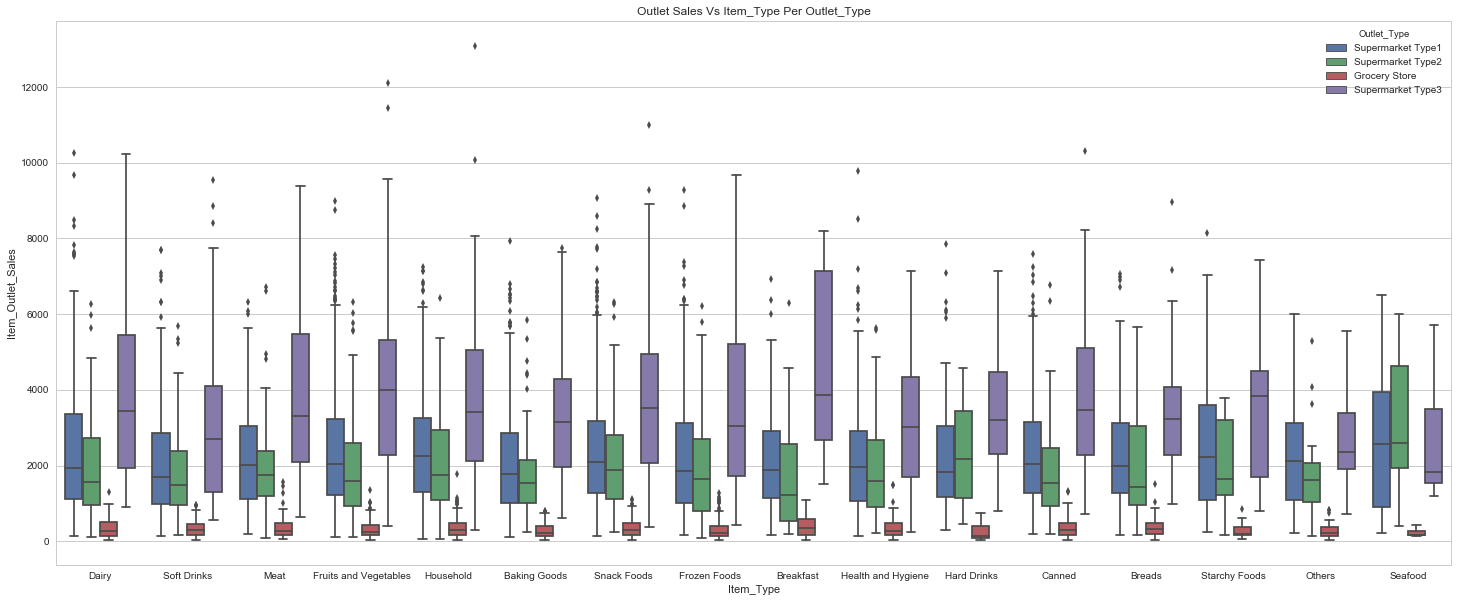 Outlet Sales Vs Item_Type Per Outlet_Type
Outlet_Type
Supermarket Type1
Supermarket Type2
Grocery Store
Supermarket Type3
12000
10000
8000
6000
4000
2000
0
Item_Outlet_Sales
Dairy
Soft Drinks
Meat
Fruits and Vegetables
Household
Baking Goods
Snack Foods
Frozen Foods
Breakfast
Health and Hygiene
Hard Drinks
Canned
Breads
Starchy Foods
Others
Seafood
Item_Type